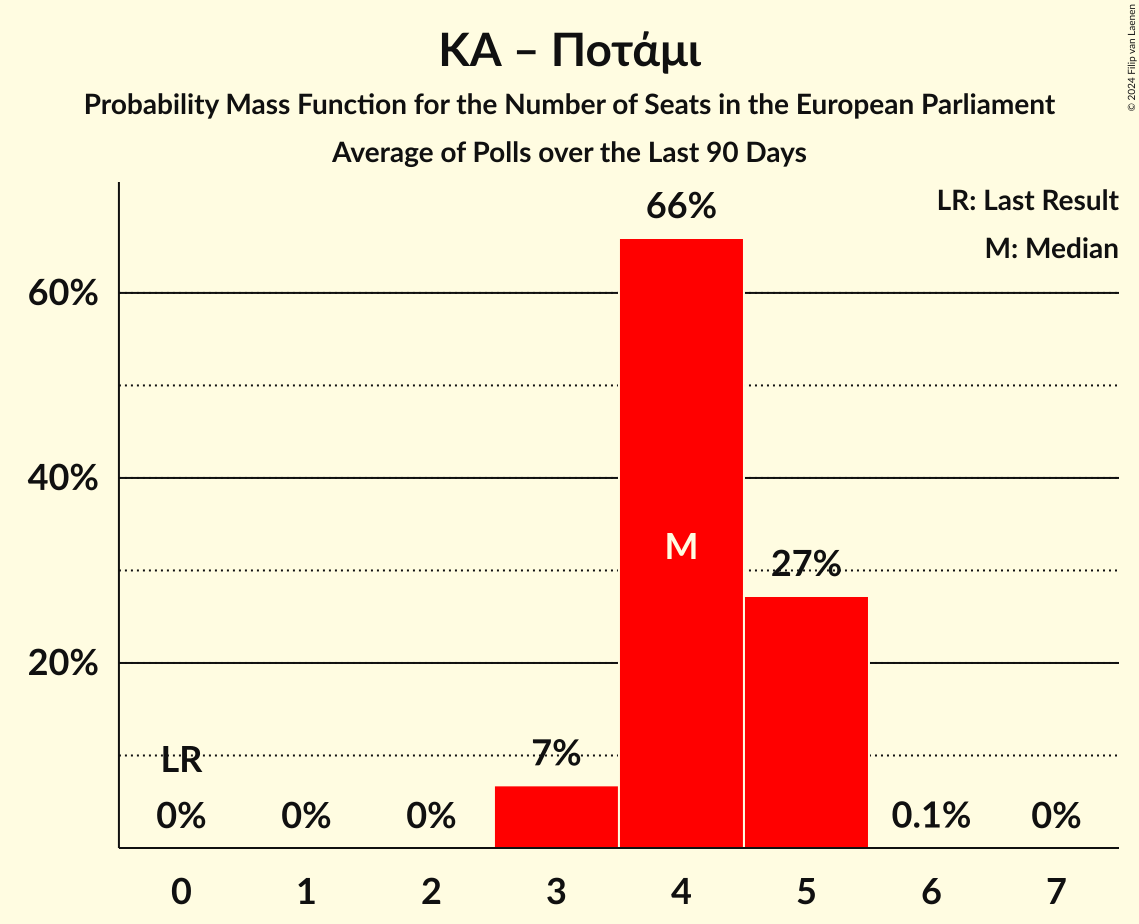 © 2024 Filip van Laenen
ΚΑ – Ποτάμι
Probability Mass Function for the Number of Seats in the European Parliament
Average of Polls over the Last 90 Days
LR: Last Result
M: Median
66%
60%
40%
M
27%
20%
7%
LR
0% 0% 0% 0.1% 0%
0 1 2 3 4 5 6 7